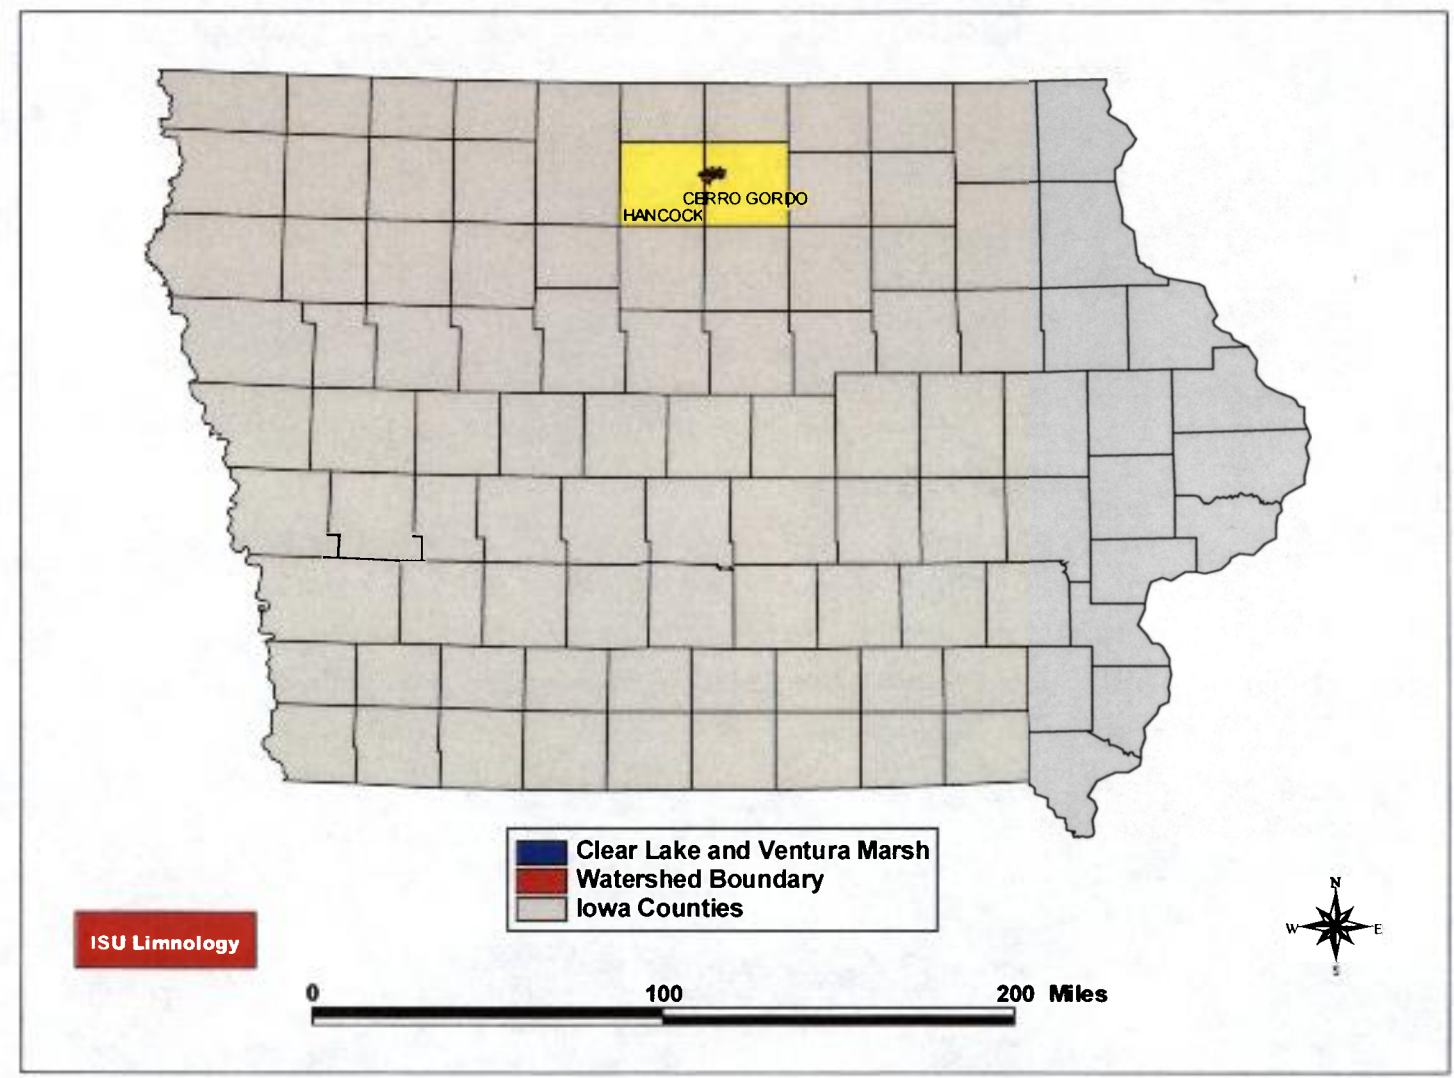 CERRO GORDO
HANCOCK
Clear Lake and Ventura Marsh
Watershed Boundary
Iowa Counties
ISU Limnology
N
W E
S
0 100 200 Miles